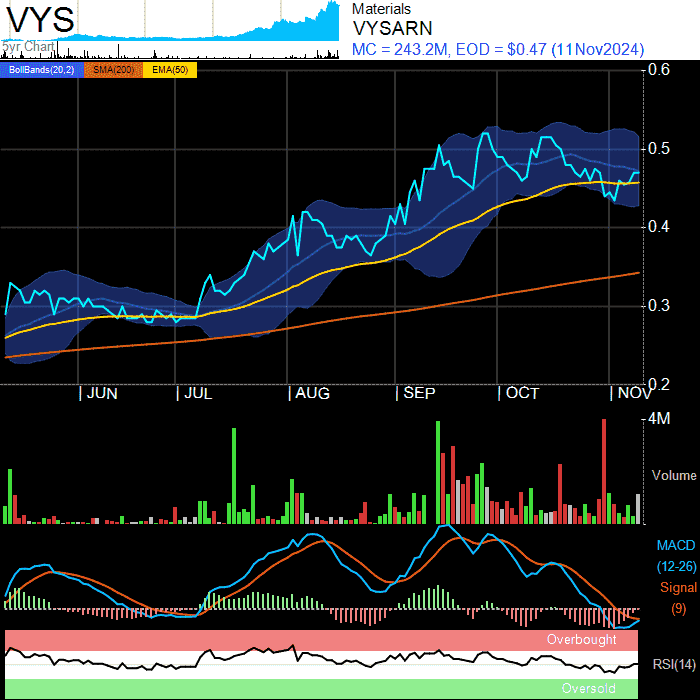 VYS
5yr Chart
Materials
VYSARN
MC = 243.2M, EOD = $0.47 (11Nov2024)
BollBands(20,2) SMA(200) EMA(50)
0.6
0.5
0.4
0.3
0.2
JUN JUL AUG SEP OCT NOV
4M
Volume
MACD
(12-26)
Signal
(9)
Overbought
RSI(14)
Oversold